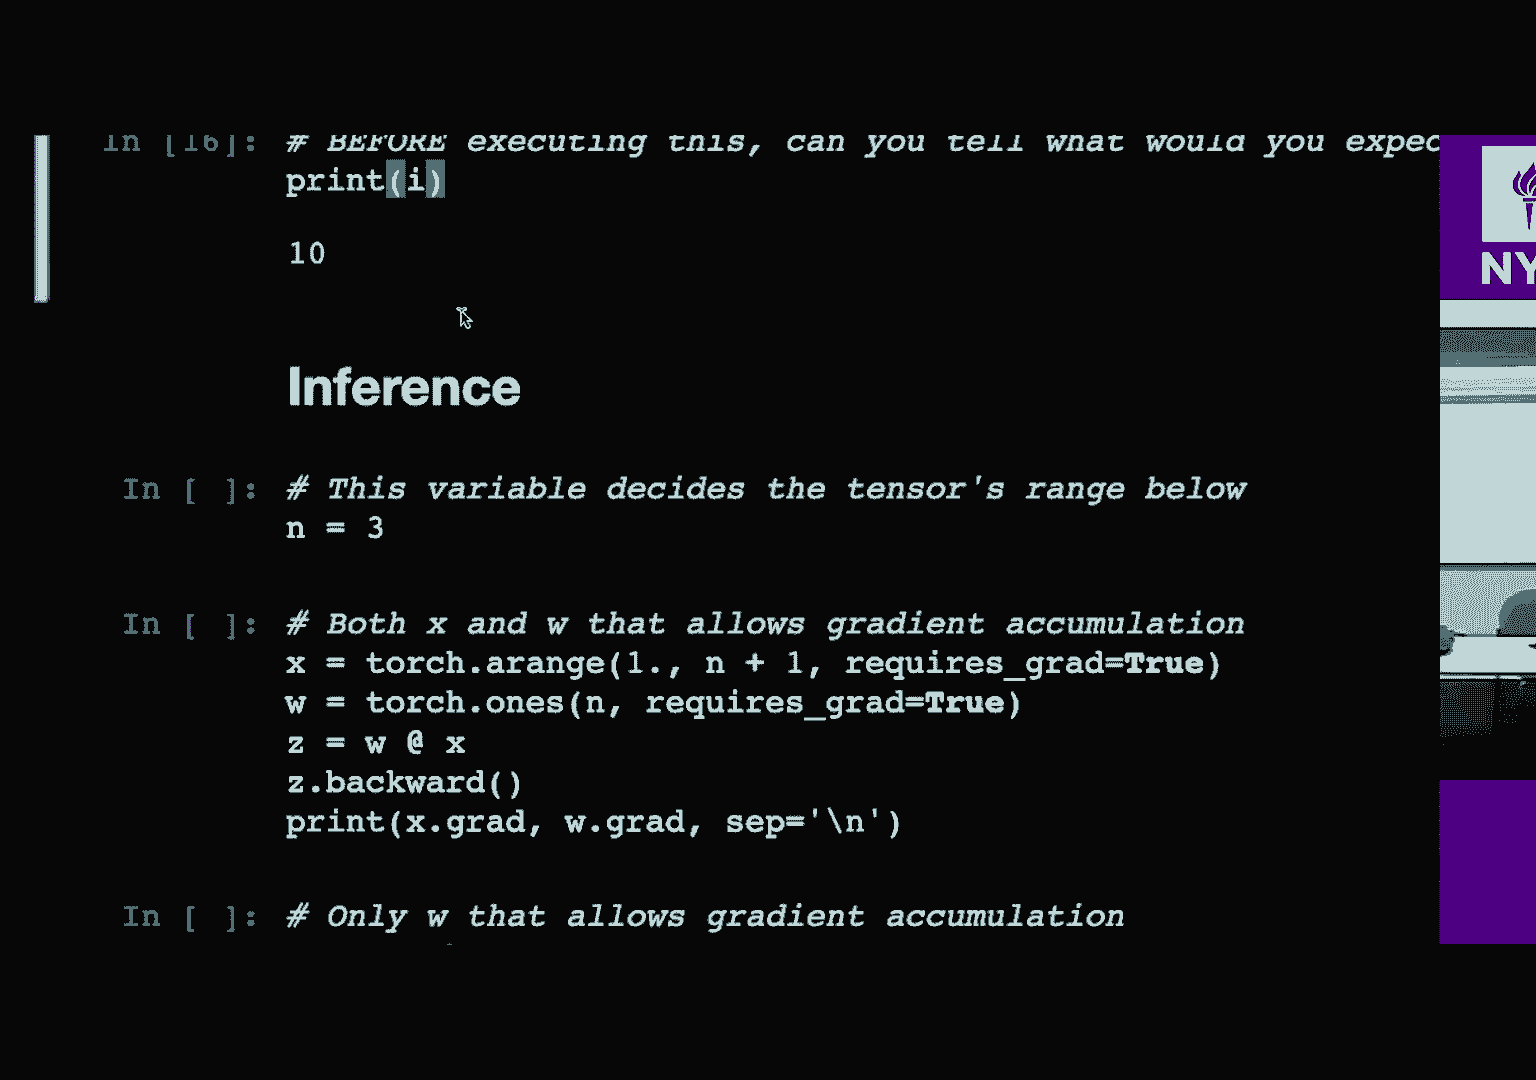 In [16]: # BEFORE executing this, can you tell what would you expec
print(i)
10
Inference
In [ ]: # This variable decides the tensor's range below
n = 3
In [ ]: # Both x and w that allows gradient accumulation
x = torch.arange(1., n + 1, requires_grad=True)
w = torch.ones(n, requires_grad=True)
z = w @ x
z.backward()
print(x.grad, w.grad, sep='\n')
In [ ]: # Only w that allows gradient accumulation
NY